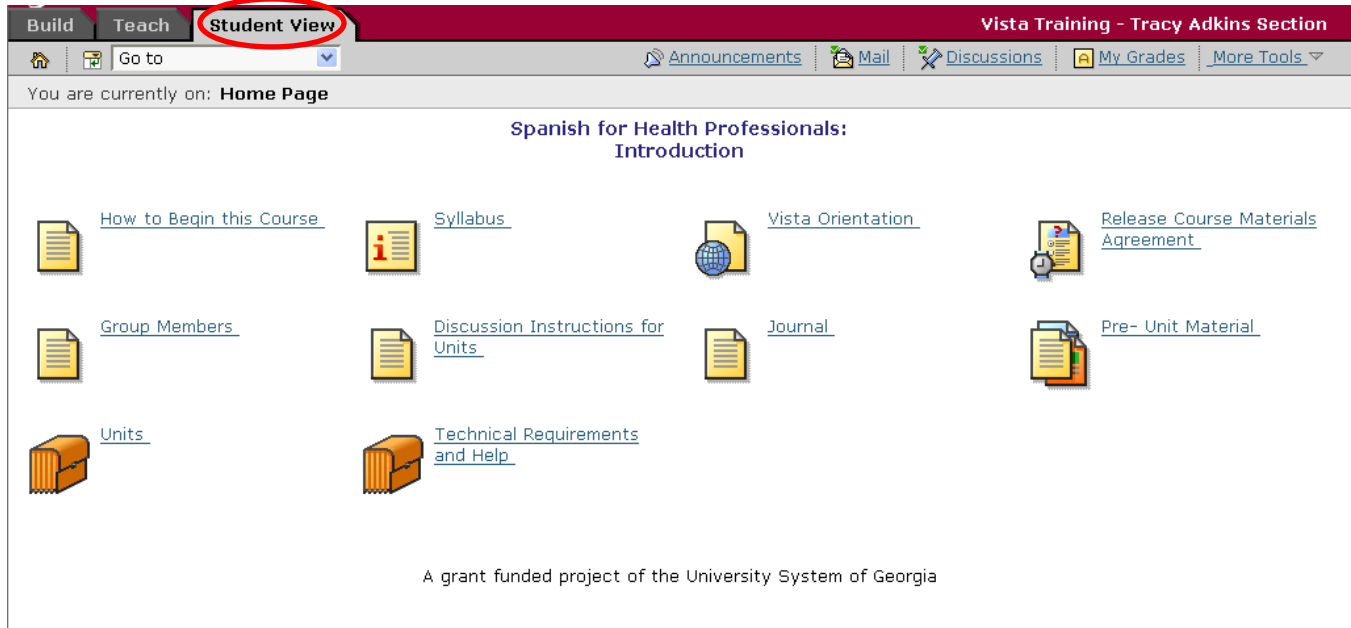 Build Teach Student View Vista Training - Tracy Adkins Section
Go to Announcements Mail Discussions A My Grades More Tools
You are currently on: Home Page
Spanish for Health Professionals:
Introduction
How to Begin this Course
Syllabus
Vista Orientation
Release Course Materials
Agreement
Group Members
Discussion Instructions for
Units
Journal
Pre- Unit Material
Units
Technical Requirements
and Help
A grant funded project of the University System of Georgia